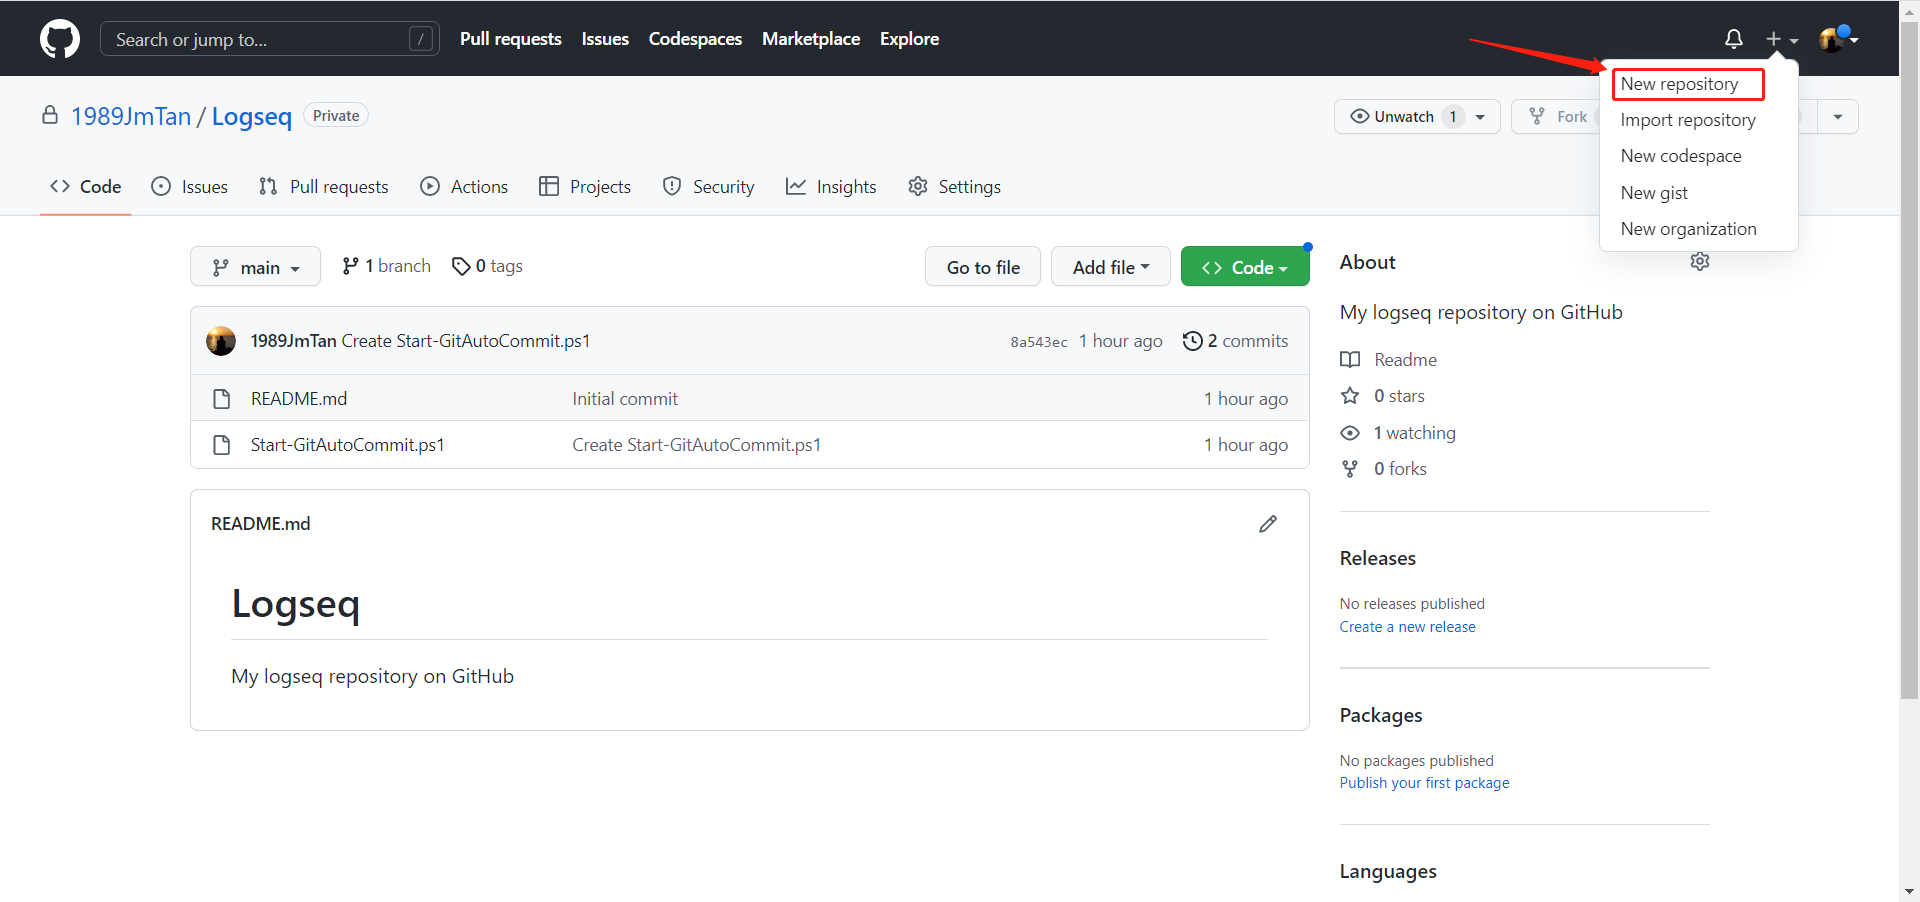 Search or jump to... / Pull requests Issues Codespaces Marketplace Explore
New repository
Import repository
New codespace
New gist
New organization
1989JmTan / Logseq Private
Unwatch 1 Fork
Code Issues Pull requests Actions Projects Security Insights Settings
main 1 branch 0 tags Go to file Add file Code
1989JmTan Create Start-GitAutoCommit.ps1 8a543ec 1 hour ago 2 commits
README.md Initial commit 1 hour ago
Start-GitAutoCommit.ps1 Create Start-GitAutoCommit.ps1 1 hour ago
README.md
Logseq
My logseq repository on GitHub
About
My logseq repository on GitHub
Readme
0 stars
1 watching
0 forks
Releases
No releases published
Create a new release
Packages
No packages published
Publish your first package
Languages